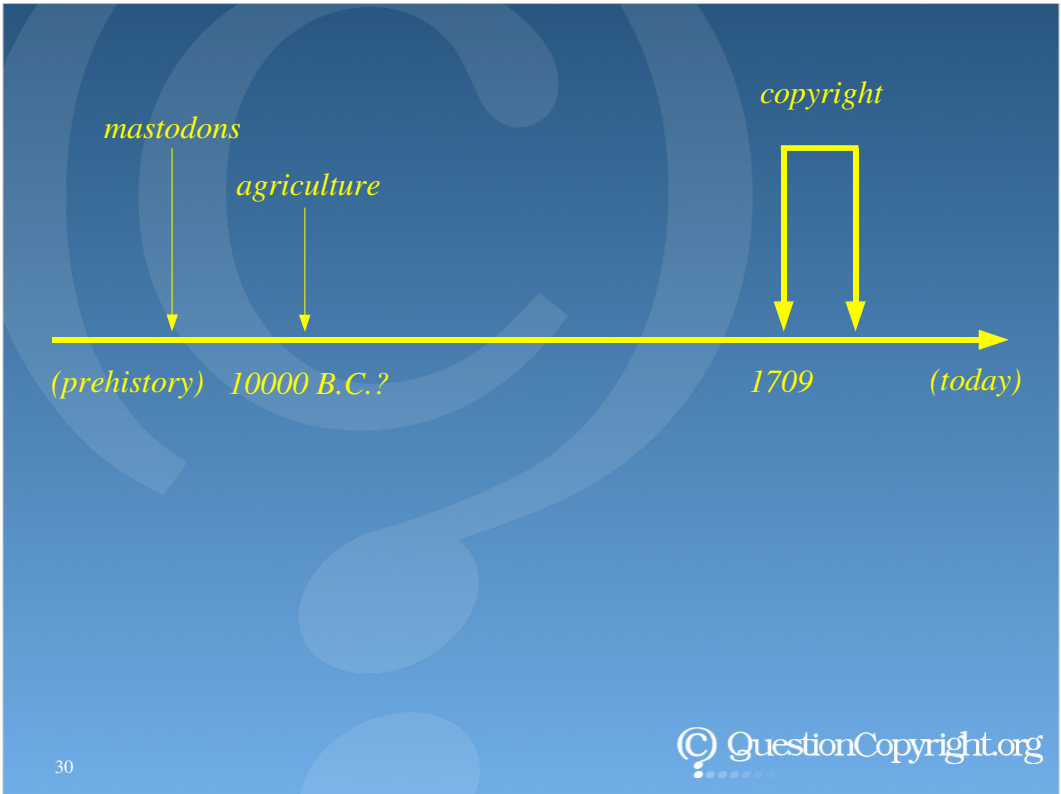 copyright
mastodons
agriculture
(prehistory) 10000 B.C.? 1709 (today)
© QuestionCopyright.org
30